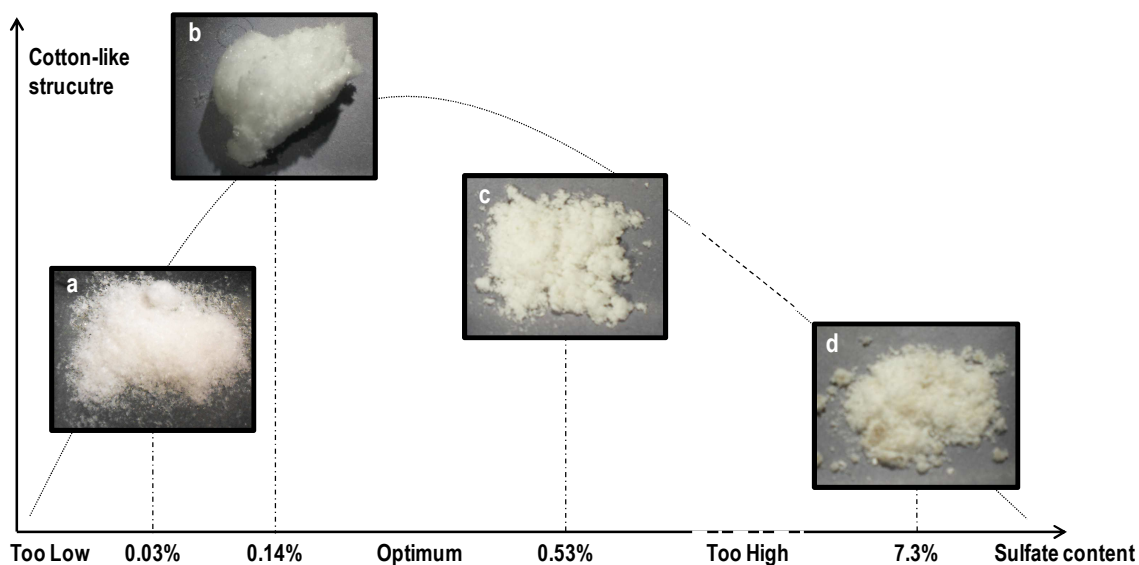 Cotton-like
strucutre
b
c
a
d
Too Low 0.03% 0.14% Optimum 0.53% Too High 7.3% Sulfate content